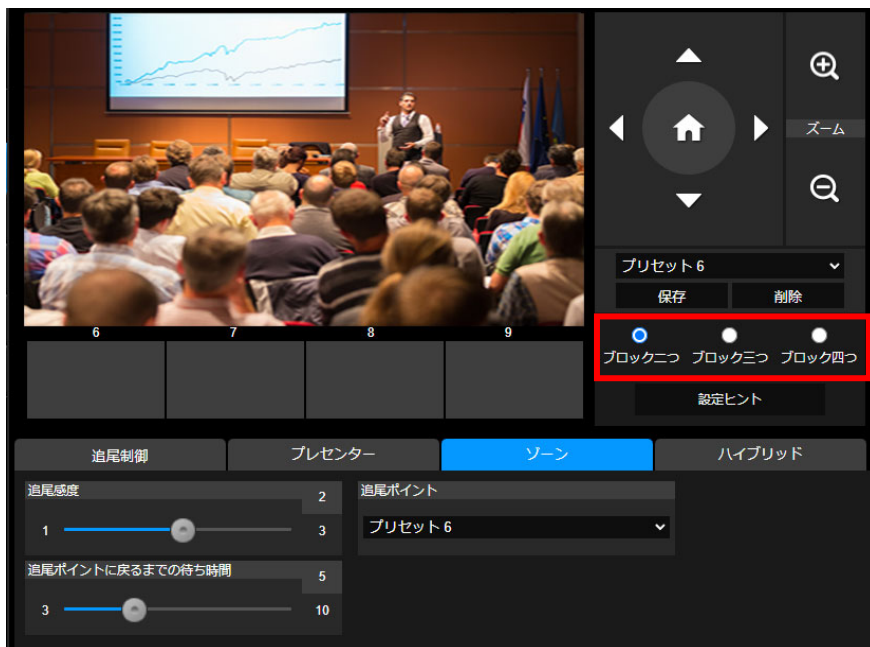 ズーム
プリセット 6
保存 削除
6 7 8 9
ブロック二つ ブロック三つ ブロック四つ
設定ヒント
追尾制御 プレゼンター ゾーン ハイブリッド
追尾感度 2
1 3
追尾ポイント
プリセット 6
追尾ポイントに戻るまでの待ち時間 5
3 10